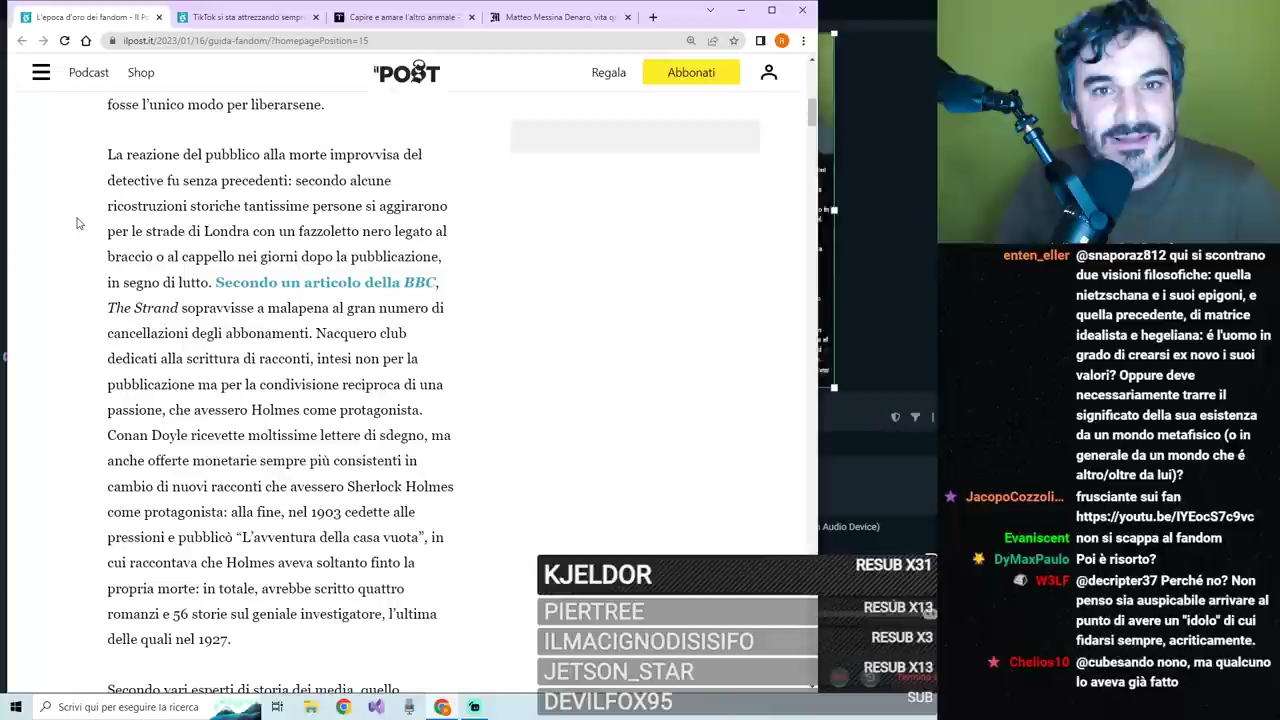 L'epoca d'oro dei fandom - Il P
TikTok si sta attrezzando sempr
Capire e amare l'altro animale -
Matteo Messina Denaro, vita q
ilpost.it/2023/01/16/guida-fandom/?homepagePosition=15
R
Podcast
Shop
IL POST
Regala
Abbonati
fosse l'unico modo per liberarsene.
La reazione del pubblico alla morte improvvisa del
detective fu senza precedenti: secondo alcune
ricostruzioni storiche tantissime persone si aggirarono
per le strade di Londra con un fazzoletto nero legato al
braccio o al cappello nei giorni dopo la pubblicazione,
in segno di lutto. Secondo un articolo della BBC,
The Strand sopravvisse a malapena al gran numero di
cancellazioni degli abbonamenti. Nacquero club
dedicati alla scrittura di racconti, intesi non per la
pubblicazione ma per la condivisione reciproca di una
passione, che avessero Holmes come protagonista.
Conan Doyle ricevette moltissime lettere di sdegno, ma
anche offerte monetarie sempre più consistenti in
cambio di nuovi racconti che avessero Sherlock Holmes
come protagonista: alla fine, nel 1903 cedette alle
pressioni e pubblicò “L'avventura della casa vuota”, in
cui raccontava che Holmes aveva soltanto finto la
propria morte: in totale, avrebbe scritto quattro
romanzi e 56 storie sul geniale investigatore, l'ultima
delle quali nel 1927.
Secondo vari esperti di storia dei media, quello
Audio Device)
KJELDOR RESUB X31
PIERTREE RESUB X13
ILMACIGNODISISIFO RESUB X3
JETSON_STAR RESUB X13
DEVILFOX95 SUB
enten_eller @snaporaz812 qui si scontrano
due visioni filosofiche: quella
nietzschana e i suoi epigoni, e
quella precedente, di matrice
idealista e hegeliana: é l'uomo in
grado di crearsi ex novo i suoi
valori? Oppure deve
necessariamente trarre il
significato della sua esistenza
da un mondo metafisico (o in
generale da un mondo che é
altro/oltre da lui)?
JacopoCozzoli... frusciante sui fan
https://youtu.be/IYEocS7c9vc
Evaniscent non si scappa al fandom
DyMaxPaulo Poi è risorto?
W3LF @decripter37 Perché no? Non
penso sia auspicabile arrivare al
punto di avere un "idolo" di cui
fidarsi sempre, acriticamente.
Chelios10 @cubesando nono, ma qualcuno
lo aveva già fatto
Scrivi qui per eseguire la ricerca